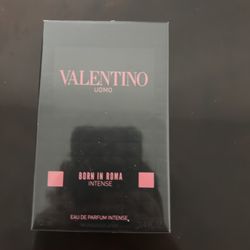 VALENTINO
UOMO
BORN IN ROMA
INTENSE
EAU DE PARFUM INTENSE